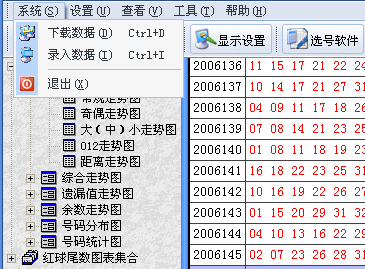 系统(S) 设置(U) 查看(V) 工具(T) 帮助(H)
下载数据(D) Ctrl+D
录入数据(I) Ctrl+I
退出(X)
显示设置 选号软件
常规走势图
奇偶走势图
大（中）小走势图
012走势图
距离走势图
综合走势图
遗漏值走势图
余数走势图
号码分布图
号码统计图
红球尾数图表集合
2006136 11 15 17 21 22 24
2006137 10 14 17 21 27 31
2006138 04 09 11 17 18 26
2006139 07 08 14 21 23 25
2006140 01 08 11 18 19 23
2006141 16 18 22 23 25 31
2006142 10 16 19 22 26 27
2006143 01 15 20 29 31 32
2006144 04 10 13 16 22 29
2006145 02 07 23 26 28 31